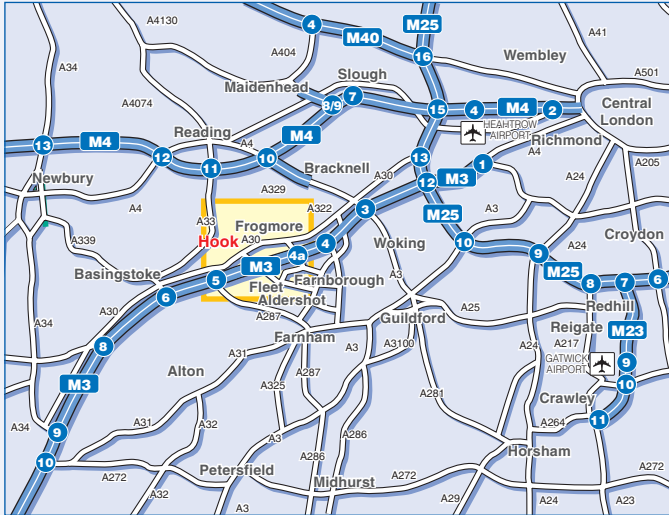 A4130
4
M25
A41
A34
A404
M40
16
Wembley
A501
Maidenhead
Slough
A4074
8/9
7
15
4
M4
2
Central
London
HEAHTROW
AIRPORT
Reading
M4
Richmond
A4
13
M4
A4
12
11
10
13
1
A205
Bracknell
A30
M3
12
A24
Newbury
A329
A4
A33
A322
3
M25
A3
Frogmore
Hook
A30
Woking
10
A24
Croydon
A339
4
9
4a
M3
M25
Basingstoke
5
Farnborough
A3
8
7
6
Fleet
Aldershot
6
A30
A287
Guildford
A25
Redhill
Reigate
M23
A34
Farnham
A217
8
A31
A3
A3100
A24
GATWICK
AIRPORT
9
M3
Alton
A325
A287
10
A281
Crawley
A31
A32
A264
11
A34
9
A3
A286
Horsham
10
A272
Petersfield
A272
A272
Midhurst
A32
A286
A29
A3
A24
A23